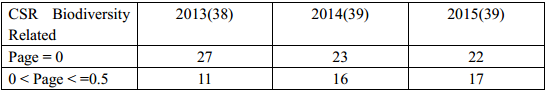 CSR Biodiversity Related 2013(38) 2014(39) 2015(39)
Page = 0 27 23 22
0 < Page < =0.5 11 16 17